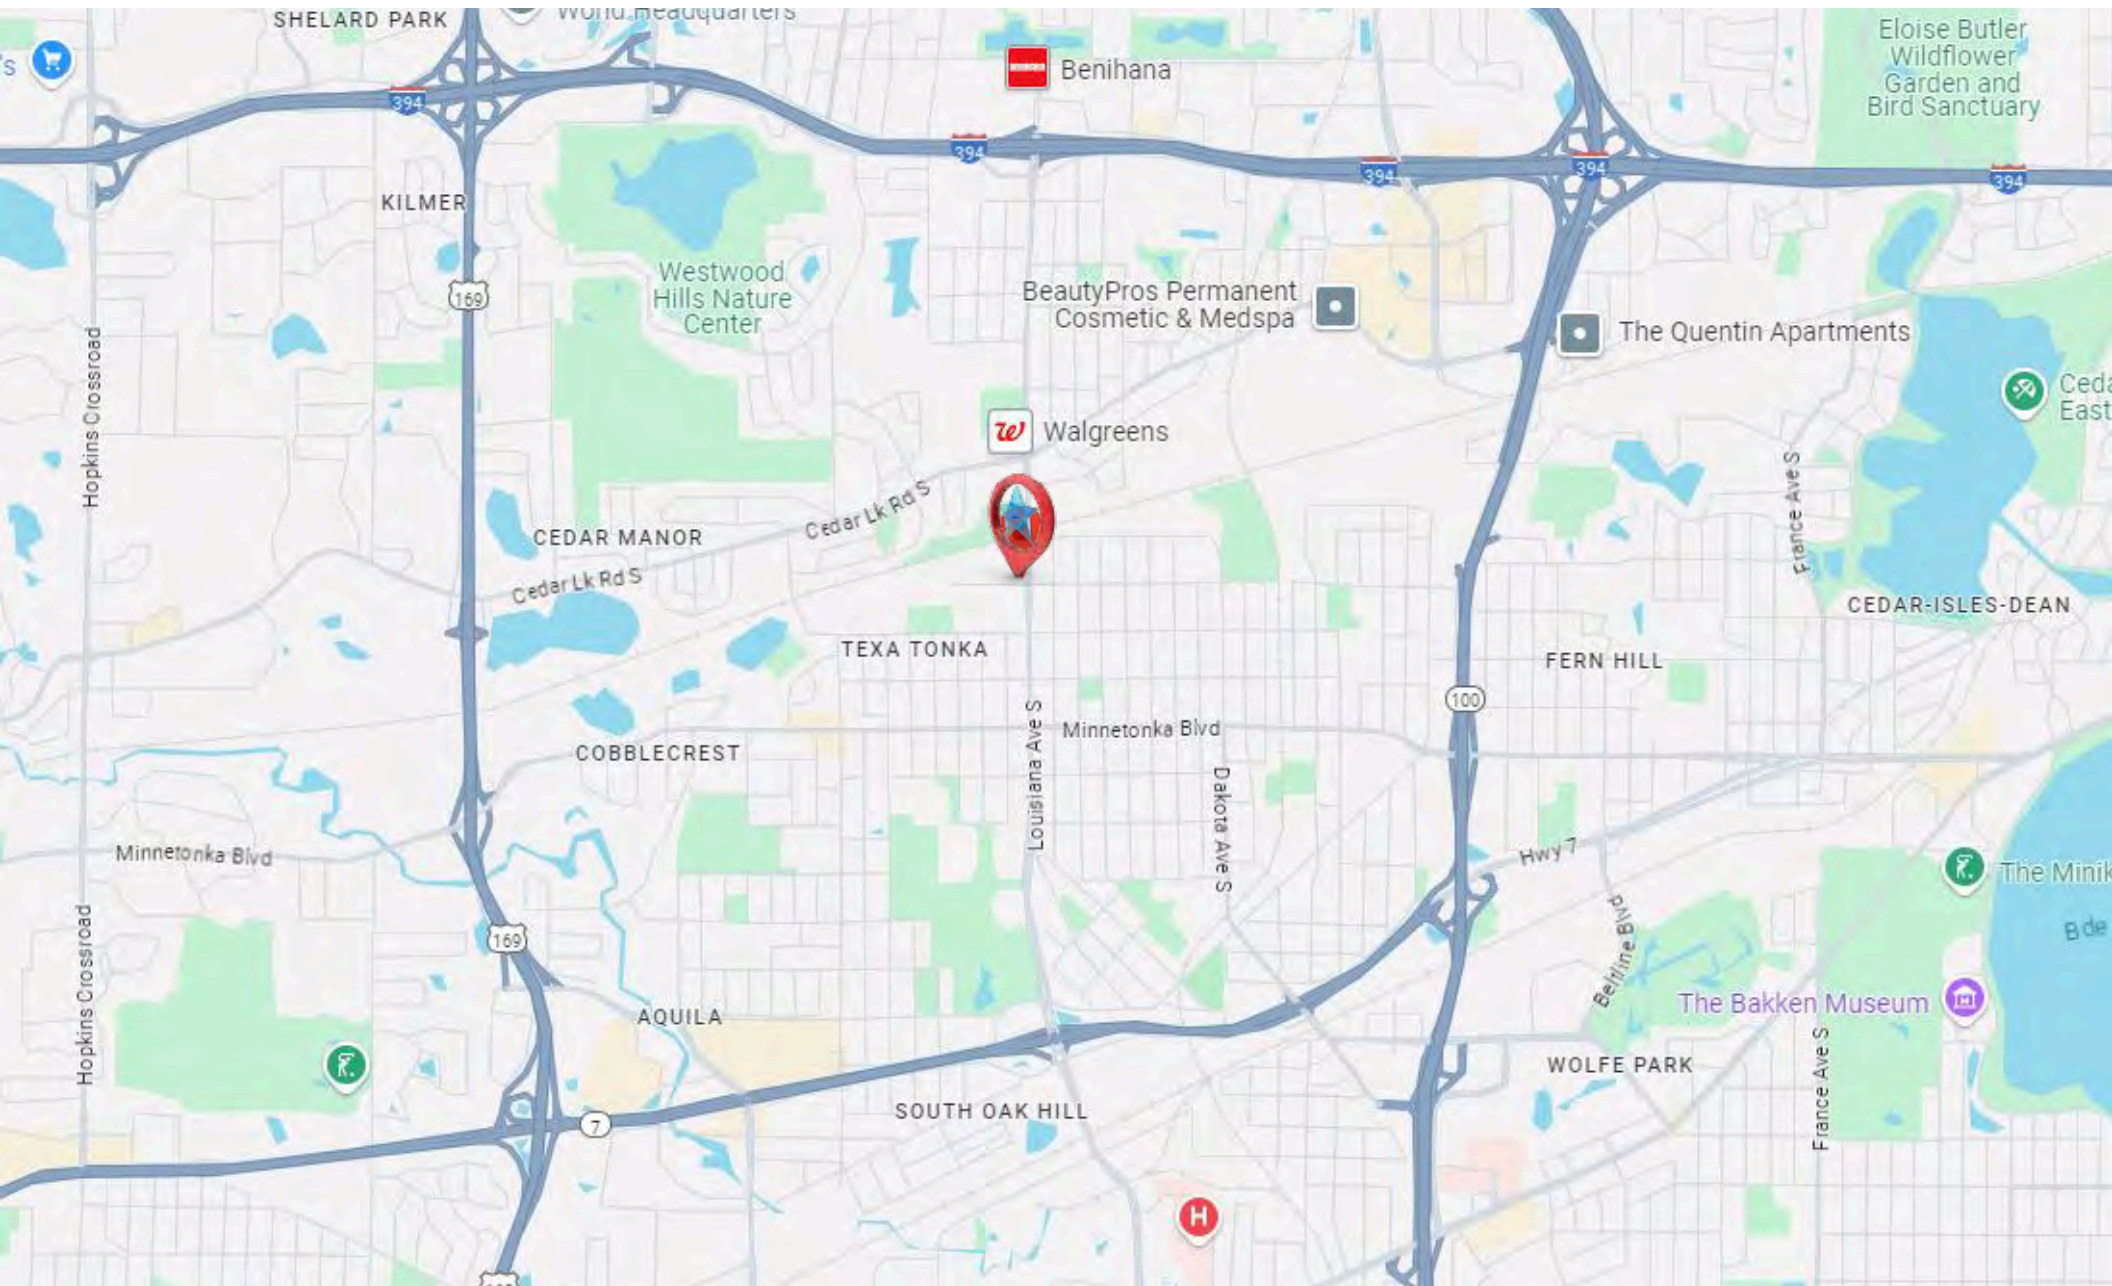 SHELARD PARK
World Headquarters
's
394
Benihana
394
394
394
394
Eloise Butler
Wildflower
Garden and
Bird Sanctuary
KILMER
169
Westwood
Hills Nature
Center
Hopkins Crossroad
BeautyPros Permanent
Cosmetic & Medspa
The Quentin Apartments
Walgreens
Cedar Lk Rd S
CEDAR MANOR
Cedar Lk Rd S
France Ave S
CEDAR-ISLES-DEAN
TEXA TONKA
FERN HILL
100
Louisiana Ave S
Minnetonka Blvd
COBBLECREST
Dakota Ave S
Minnetonka Blvd
Hwy 7
Beltline Blvd
169
Hopkins Crossroad
AQUILA
The Bakken Museum
WOLFE PARK
France Ave S
SOUTH OAK HILL
7
H